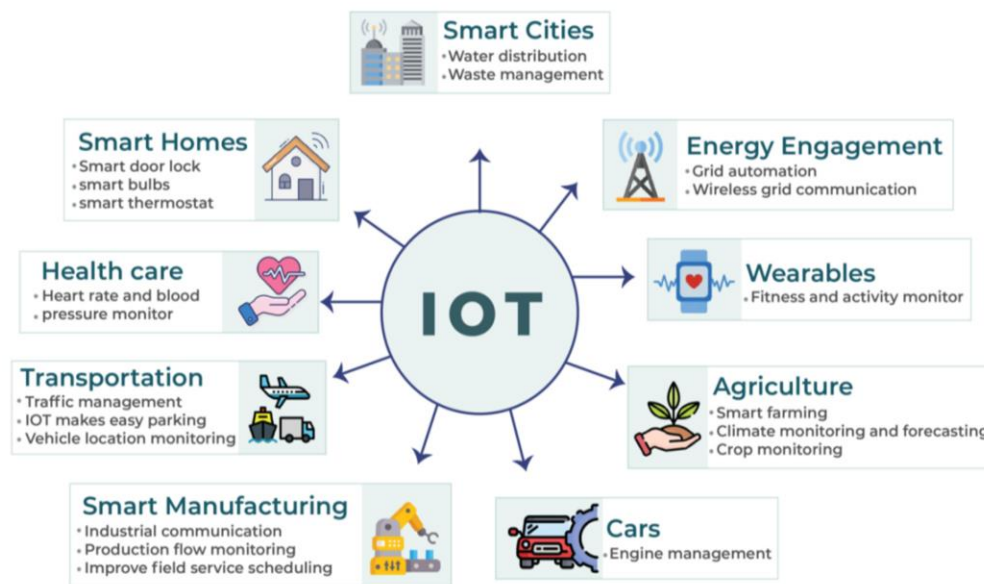 Smart Cities
• Water distribution
• Waste management
Smart Homes
• Smart door lock
• smart bulbs
• smart thermostat
Energy Engagement
• Grid automation
• Wireless grid communication
Health care
• Heart rate and blood
• pressure monitor
IOT
Wearables
• Fitness and activity monitor
Transportation
• Traffic management
• IOT makes easy parking
• Vehicle location monitoring
Agriculture
• Smart farming
• Climate monitoring and forecasting
• Crop monitoring
Smart Manufacturing
• Industrial communication
• Production flow monitoring
• Improve field service scheduling
Cars
• Engine management